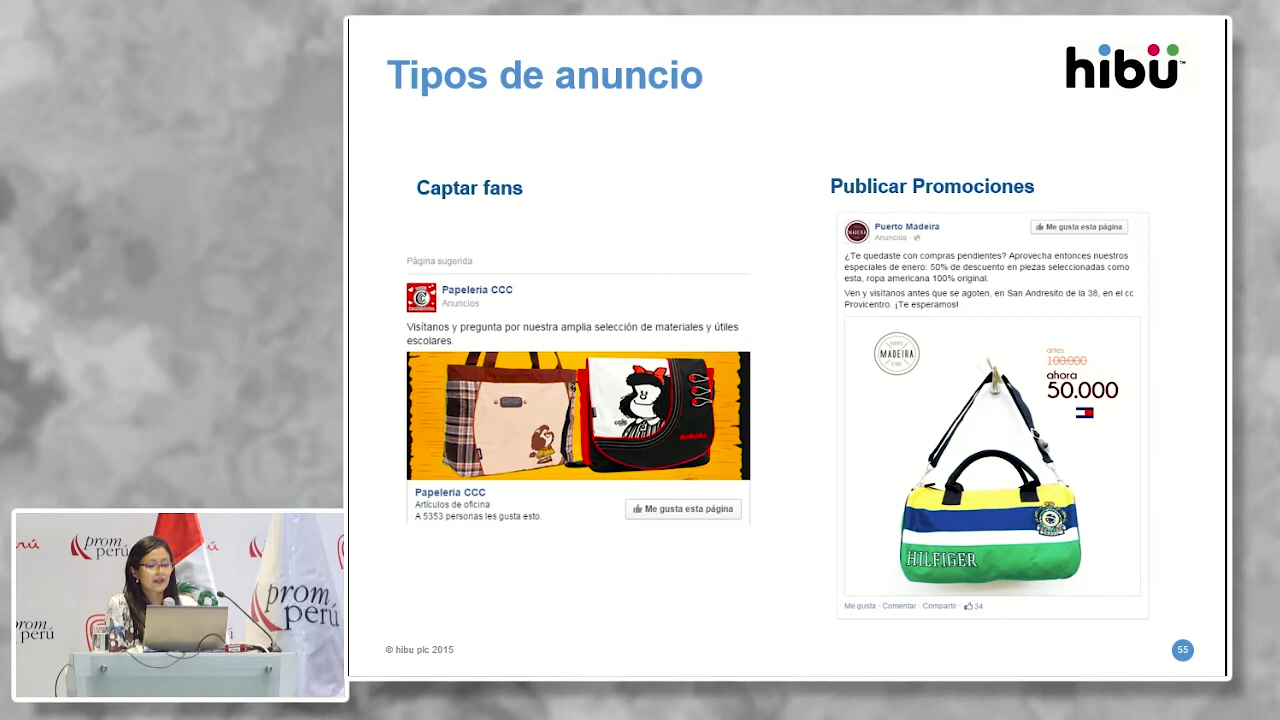 Tipos de anuncio
hibu™
Captar fans
Publicar Promociones
Página sugerida
Papeleria CCC
Anuncios
Visítanos y pregunta por nuestra amplia selección de materiales y útiles
escolares.
Papeleria CCC
Artículos de oficina
A 5353 personas les gusta esto.
Me gusta esta página
Puerto Madeira
Anuncios ·
Me gusta esta página
¿Te quedaste con compras pendientes? Aprovecha entonces nuestros
especiales de enero: 50% de descuento en piezas seleccionadas como
esta, ropa americana 100% original.
Ven y visítanos antes que se agoten, en San Andresito de la 38, en el cc
Provicentro. ¡Te esperamos!
PUERTO
MADEIRA
antes
100.000
ahora
50.000
HILFIGER
Me gusta · Comentar · Compartir · 34
© hibu plc 2015
55
prom
perú
prom
perú
prom
perú